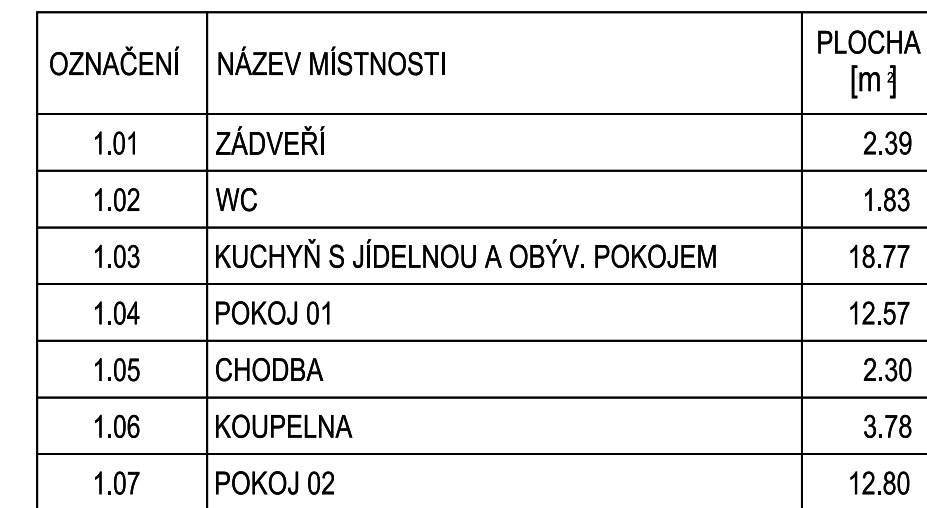 OZNAČENÍ NÁZEV MÍSTNOSTI PLOCHA [m²]
1.01 ZÁDVEŘÍ 2.39
1.02 WC 1.83
1.03 KUCHYŇ S JÍDELNOU A OBÝV. POKOJEM 18.77
1.04 POKOJ 01 12.57
1.05 CHODBA 2.30
1.06 KOUPELNA 3.78
1.07 POKOJ 02 12.80